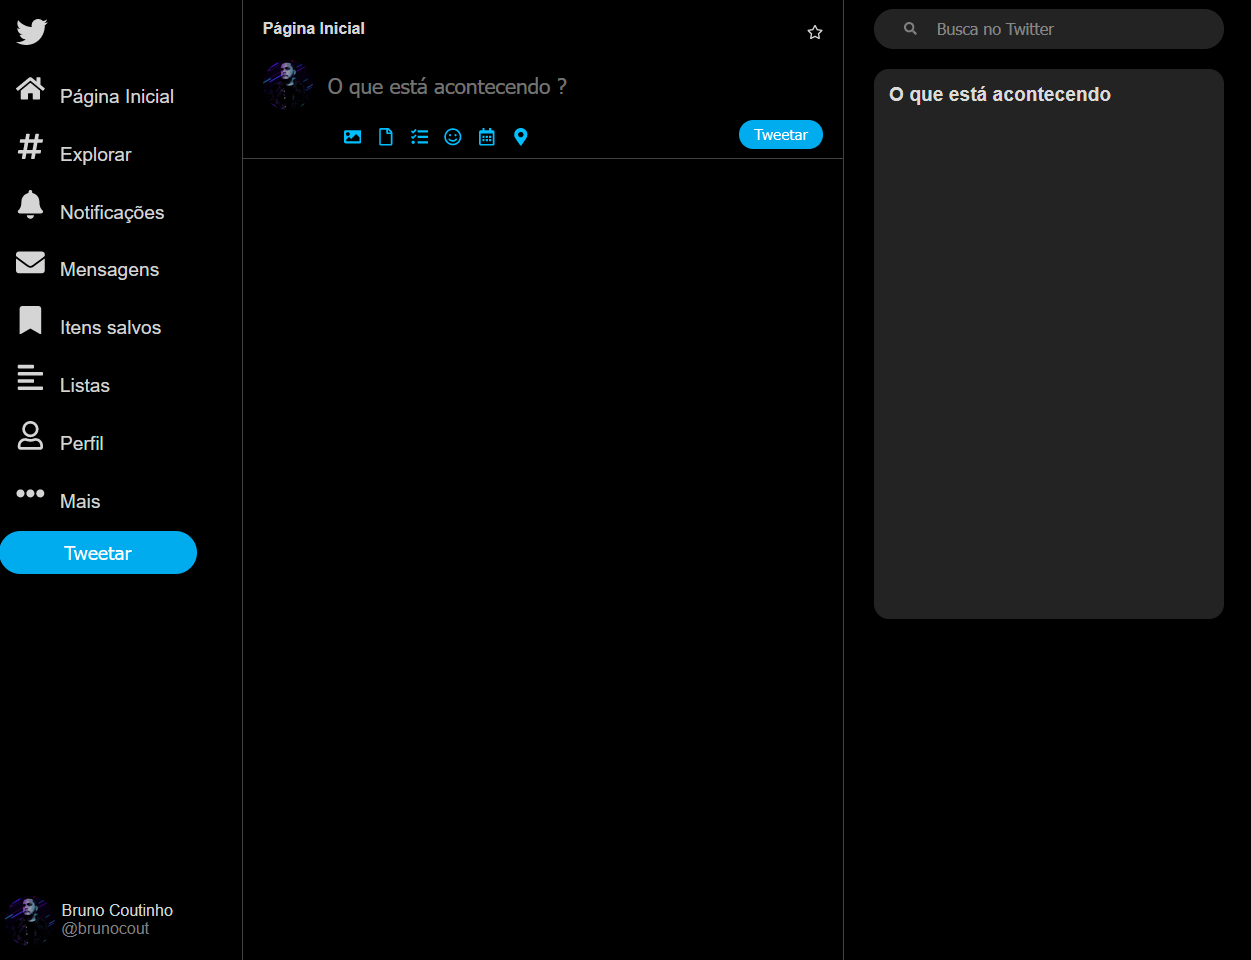 Página Inicial
Explorar
Notificações
Mensagens
Itens salvos
Listas
Perfil
Mais
Tweetar
Bruno Coutinho
@brunocout
Página Inicial
O que está acontecendo ?
Tweetar
Busca no Twitter
O que está acontecendo